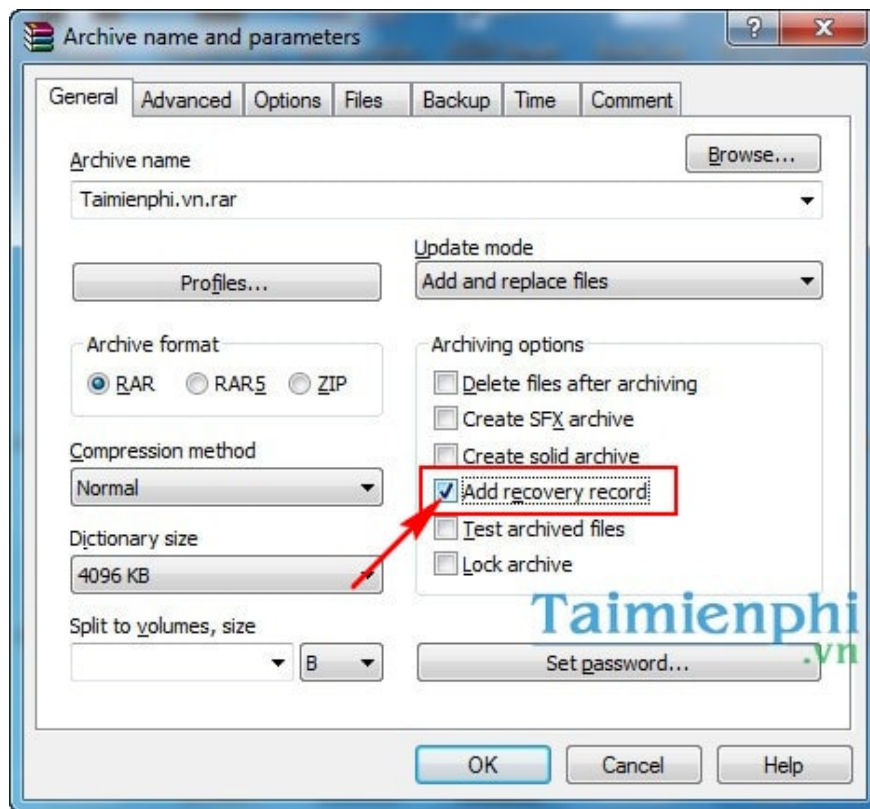 Archive name and parameters
General Advanced Options Files Backup Time Comment
Archive name
Browse...
Taimienphi.vn.rar
Profiles...
Update mode
Add and replace files
Archive format
RAR RAR5 ZIP
Compression method
Normal
Dictionary size
4096 KB
Split to volumes, size
B
Archiving options
Delete files after archiving
Create SFX archive
Create solid archive
Add recovery record
Test archived files
Lock archive
Set password...
Taimienphi
.vn
OK Cancel Help